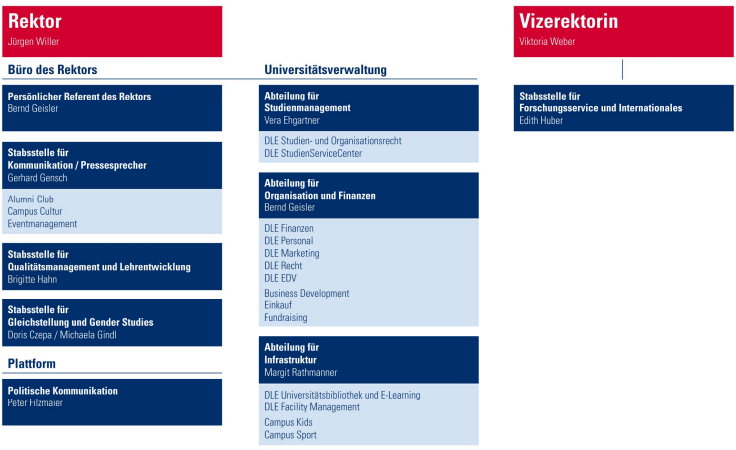 Rektor
Jürgen Willer
Büro des Rektors
Persönlicher Referent des Rektors
Bernd Geisler
Stabsstelle für
Kommunikation / Pressesprecher
Gerhard Gensch
Alumni Club
Campus Cultur
Eventmanagement
Stabsstelle für
Qualitätsmanagement und Lehrentwicklung
Brigitte Hahn
Stabsstelle für
Gleichstellung und Gender Studies
Doris Czepa / Michaela Gindl
Plattform
Politische Kommunikation
Peter Filzmaier
Universitätsverwaltung
Abteilung für
Studienmanagement
Vera Ehgartner
DLE Studien- und Organisationsrecht
DLE StudienServiceCenter
Abteilung für
Organisation und Finanzen
Bernd Geisler
DLE Finanzen
DLE Personal
DLE Marketing
DLE Recht
DLE EDV
Business Development
Einkauf
Fundraising
Abteilung für
Infrastruktur
Margit Rathmanner
DLE Universitätsbibliothek und E-Learning
DLE Facility Management
Campus Kids
Campus Sport
Vizerektorin
Viktoria Weber
Stabsstelle für
Forschungsservice und Internationales
Edith Huber